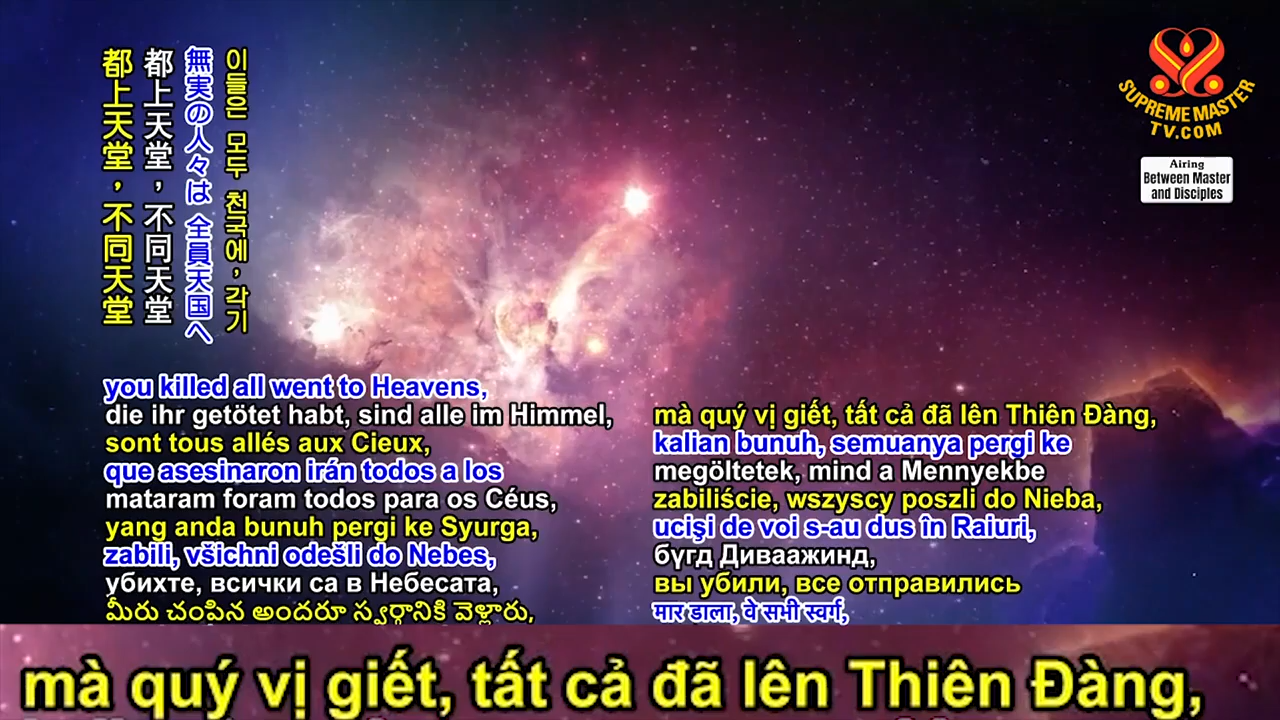 都上天堂，不同天堂
都上天堂，不同天堂
無実の人々は 全員天国へ
이들은 모두 천국에, 각기
SUPREME MASTER
TV.COM
Airing
Between Master
and Disciples
you killed all went to Heavens,
die ihr getötet habt, sind alle im Himmel,
sont tous allés aux Cieux,
que asesinaron irán todos a los
mataram foram todos para os Céus,
yang anda bunuh pergi ke Syurga,
zabili, všichni odešli do Nebes,
убихте, всички са в Небесата,
మీరు చంపిన అందరూ స్వర్గానికి వెళ్లారు,
mà quý vị giết, tất cả đã lên Thiên Đàng,
kalian bunuh, semuanya pergi ke
megöltetek, mind a Mennyekbe
zabiliście, wszyscy poszli do Nieba,
ucişi de voi s-au dus în Raiuri,
бүгд Диваажинд,
вы убили, все отправились
मार डाला, वे सभी स्वर्ग,
mà quý vị giết, tất cả đã lên Thiên Đàng,